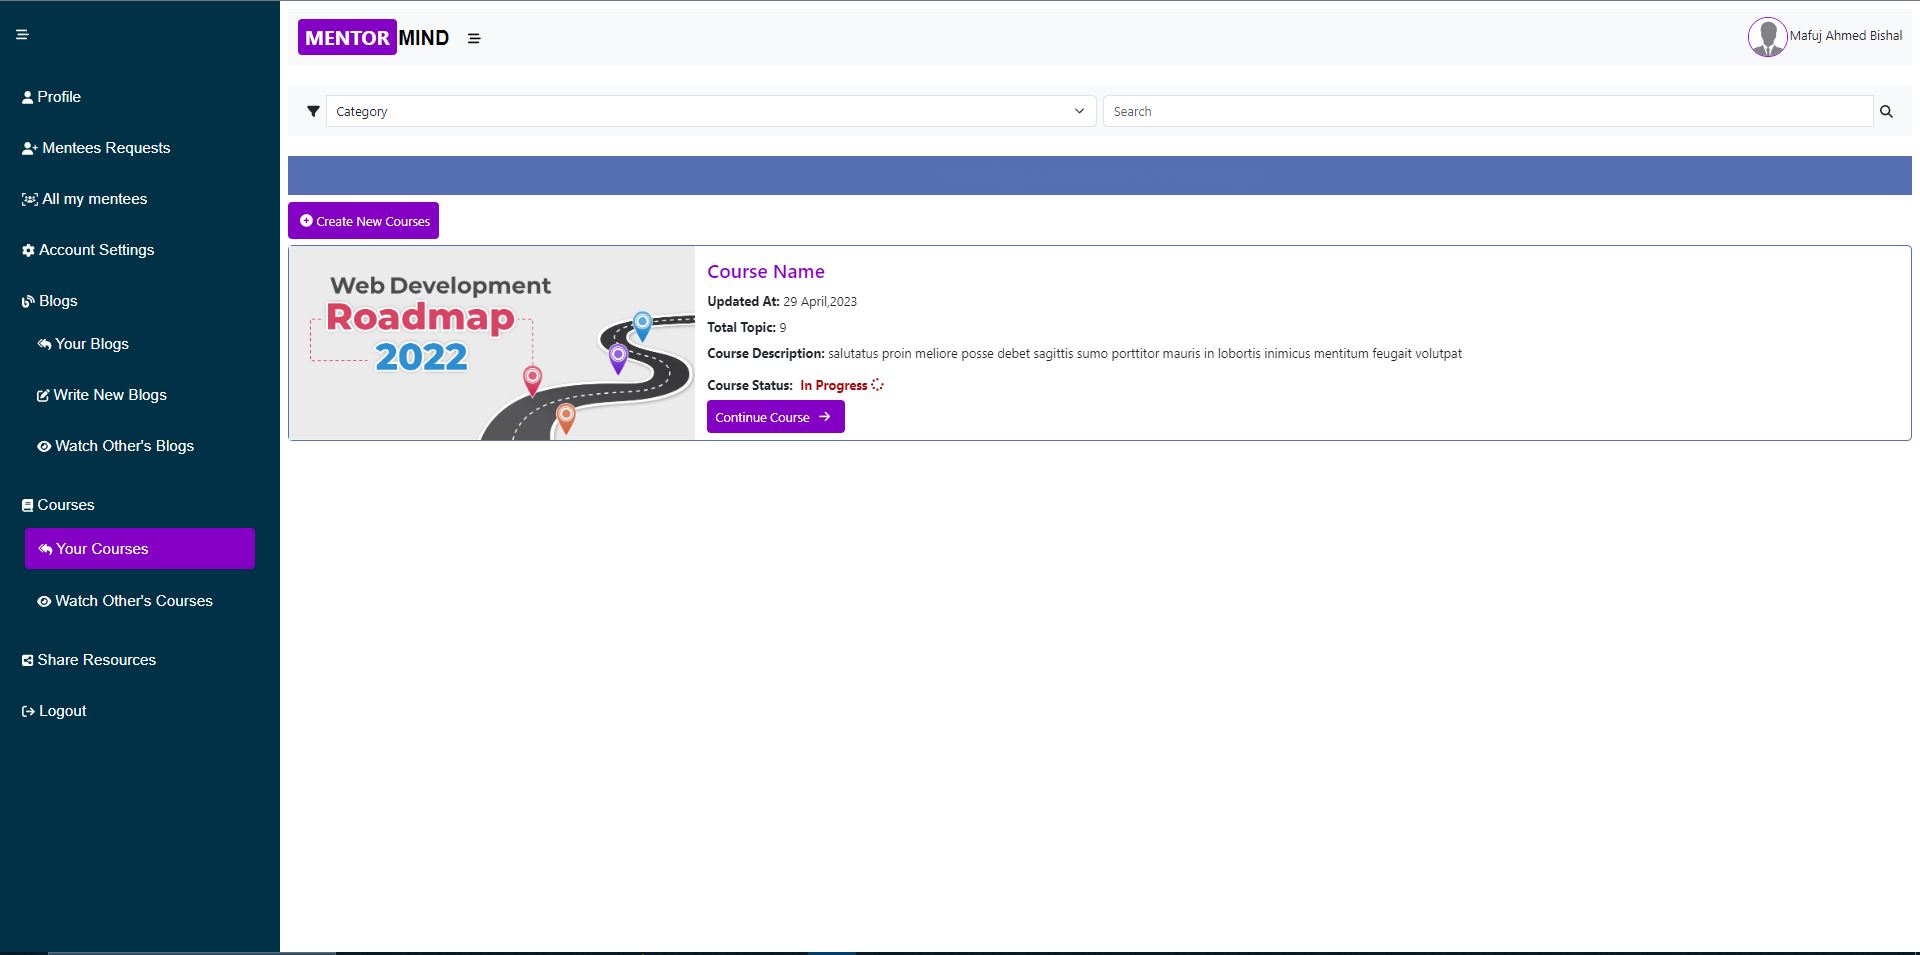 Profile
Mentees Requests
All my mentees
Account Settings
Blogs
Your Blogs
Write New Blogs
Watch Other's Blogs
Courses
Your Courses
Watch Other's Courses
Share Resources
Logout
MENTOR MIND
Mafuj Ahmed Bishal
Category
Search
Create New Courses
Web Development
Roadmap
2022
Course Name
Updated At: 29 April,2023
Total Topic: 9
Course Description: salutatus proin meliore posse debet sagittis sumo porttitor mauris in lobortis inimicus mentitum feugait volutpat
Course Status: In Progress
Continue Course